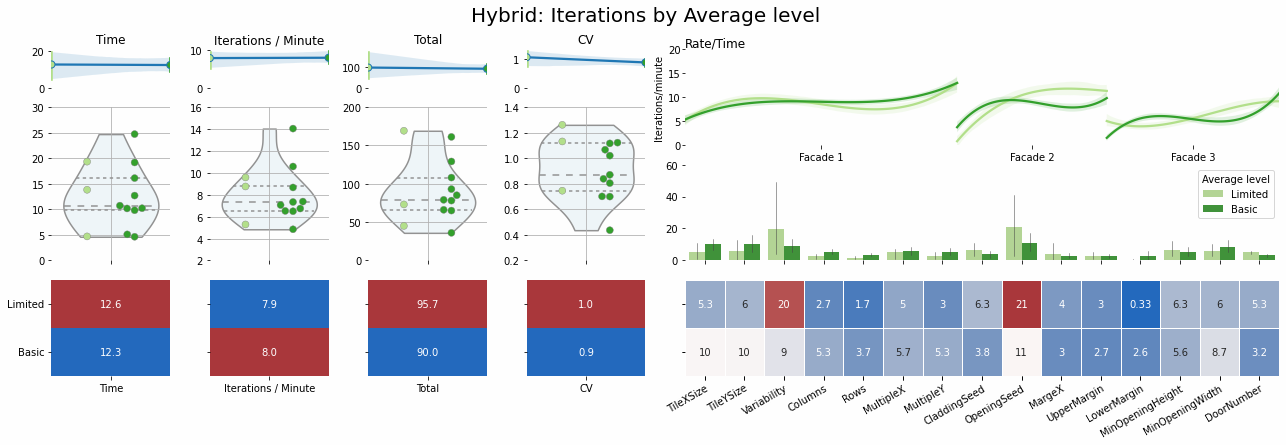 Hybrid: Iterations by Average level
Time
Iterations / Minute
Total
CV
Rate/Time
20
0
10
0
100
1
0
20
15
10
5
0
Iterations/minute
Facade 1
Facade 2
Facade 3
30
25
20
15
10
5
0
16
14
12
10
8
6
4
2
200
150
100
50
0
1.4
1.2
1.0
0.8
0.6
0.4
0.2
60
40
20
0
Average level
Limited
Basic
Limited
12.6
7.9
95.7
1.0
5.3 6 20 2.7 1.7 5 3 6.3 21 4 3 0.33 6.3 6 5.3
Basic
12.3
8.0
90.0
0.9
10 10 9 5.3 3.7 5.7 5.3 3.8 11 3 2.7 2.6 5.6 8.7 3.2
Time
Iterations / Minute
Total
CV
TileXSize
TileYSize
Variability
Columns
Rows
MultipleX
MultipleY
CladdingSeed
OpeningSeed
MargeX
UpperMargin
LowerMargin
MinOpeningHeight
MinOpeningWidth
DoorNumber